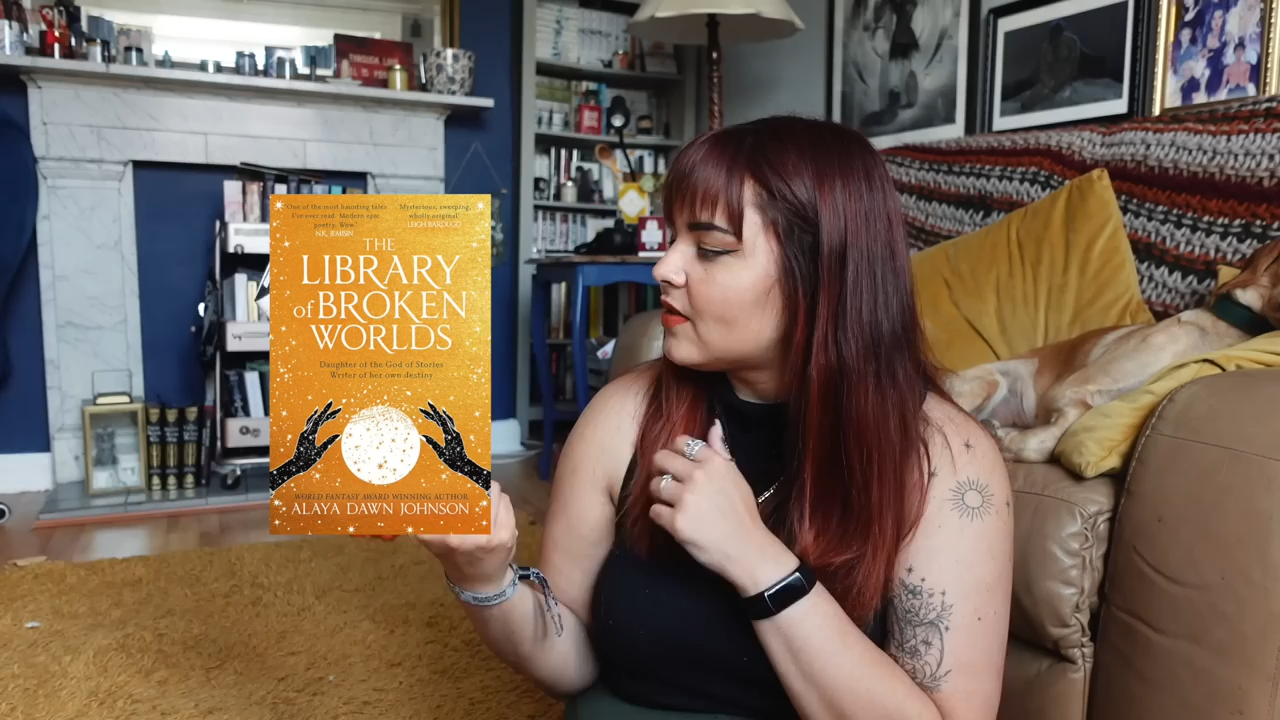 THROUGH LOVE
'One of the most haunting tales
I've ever read. Modern epic
poetry. Wow.'
N.K. JEMISIN
'Mysterious, sweeping,
wholly original'
LEIGH BARDUGO
THE
LIBRARY
of BROKEN
WORLDS
Daughter of the God of Stories
Writer of her own destiny
WORLD FANTASY AWARD WINNING AUTHOR
ALAYA DAWN JOHNSON